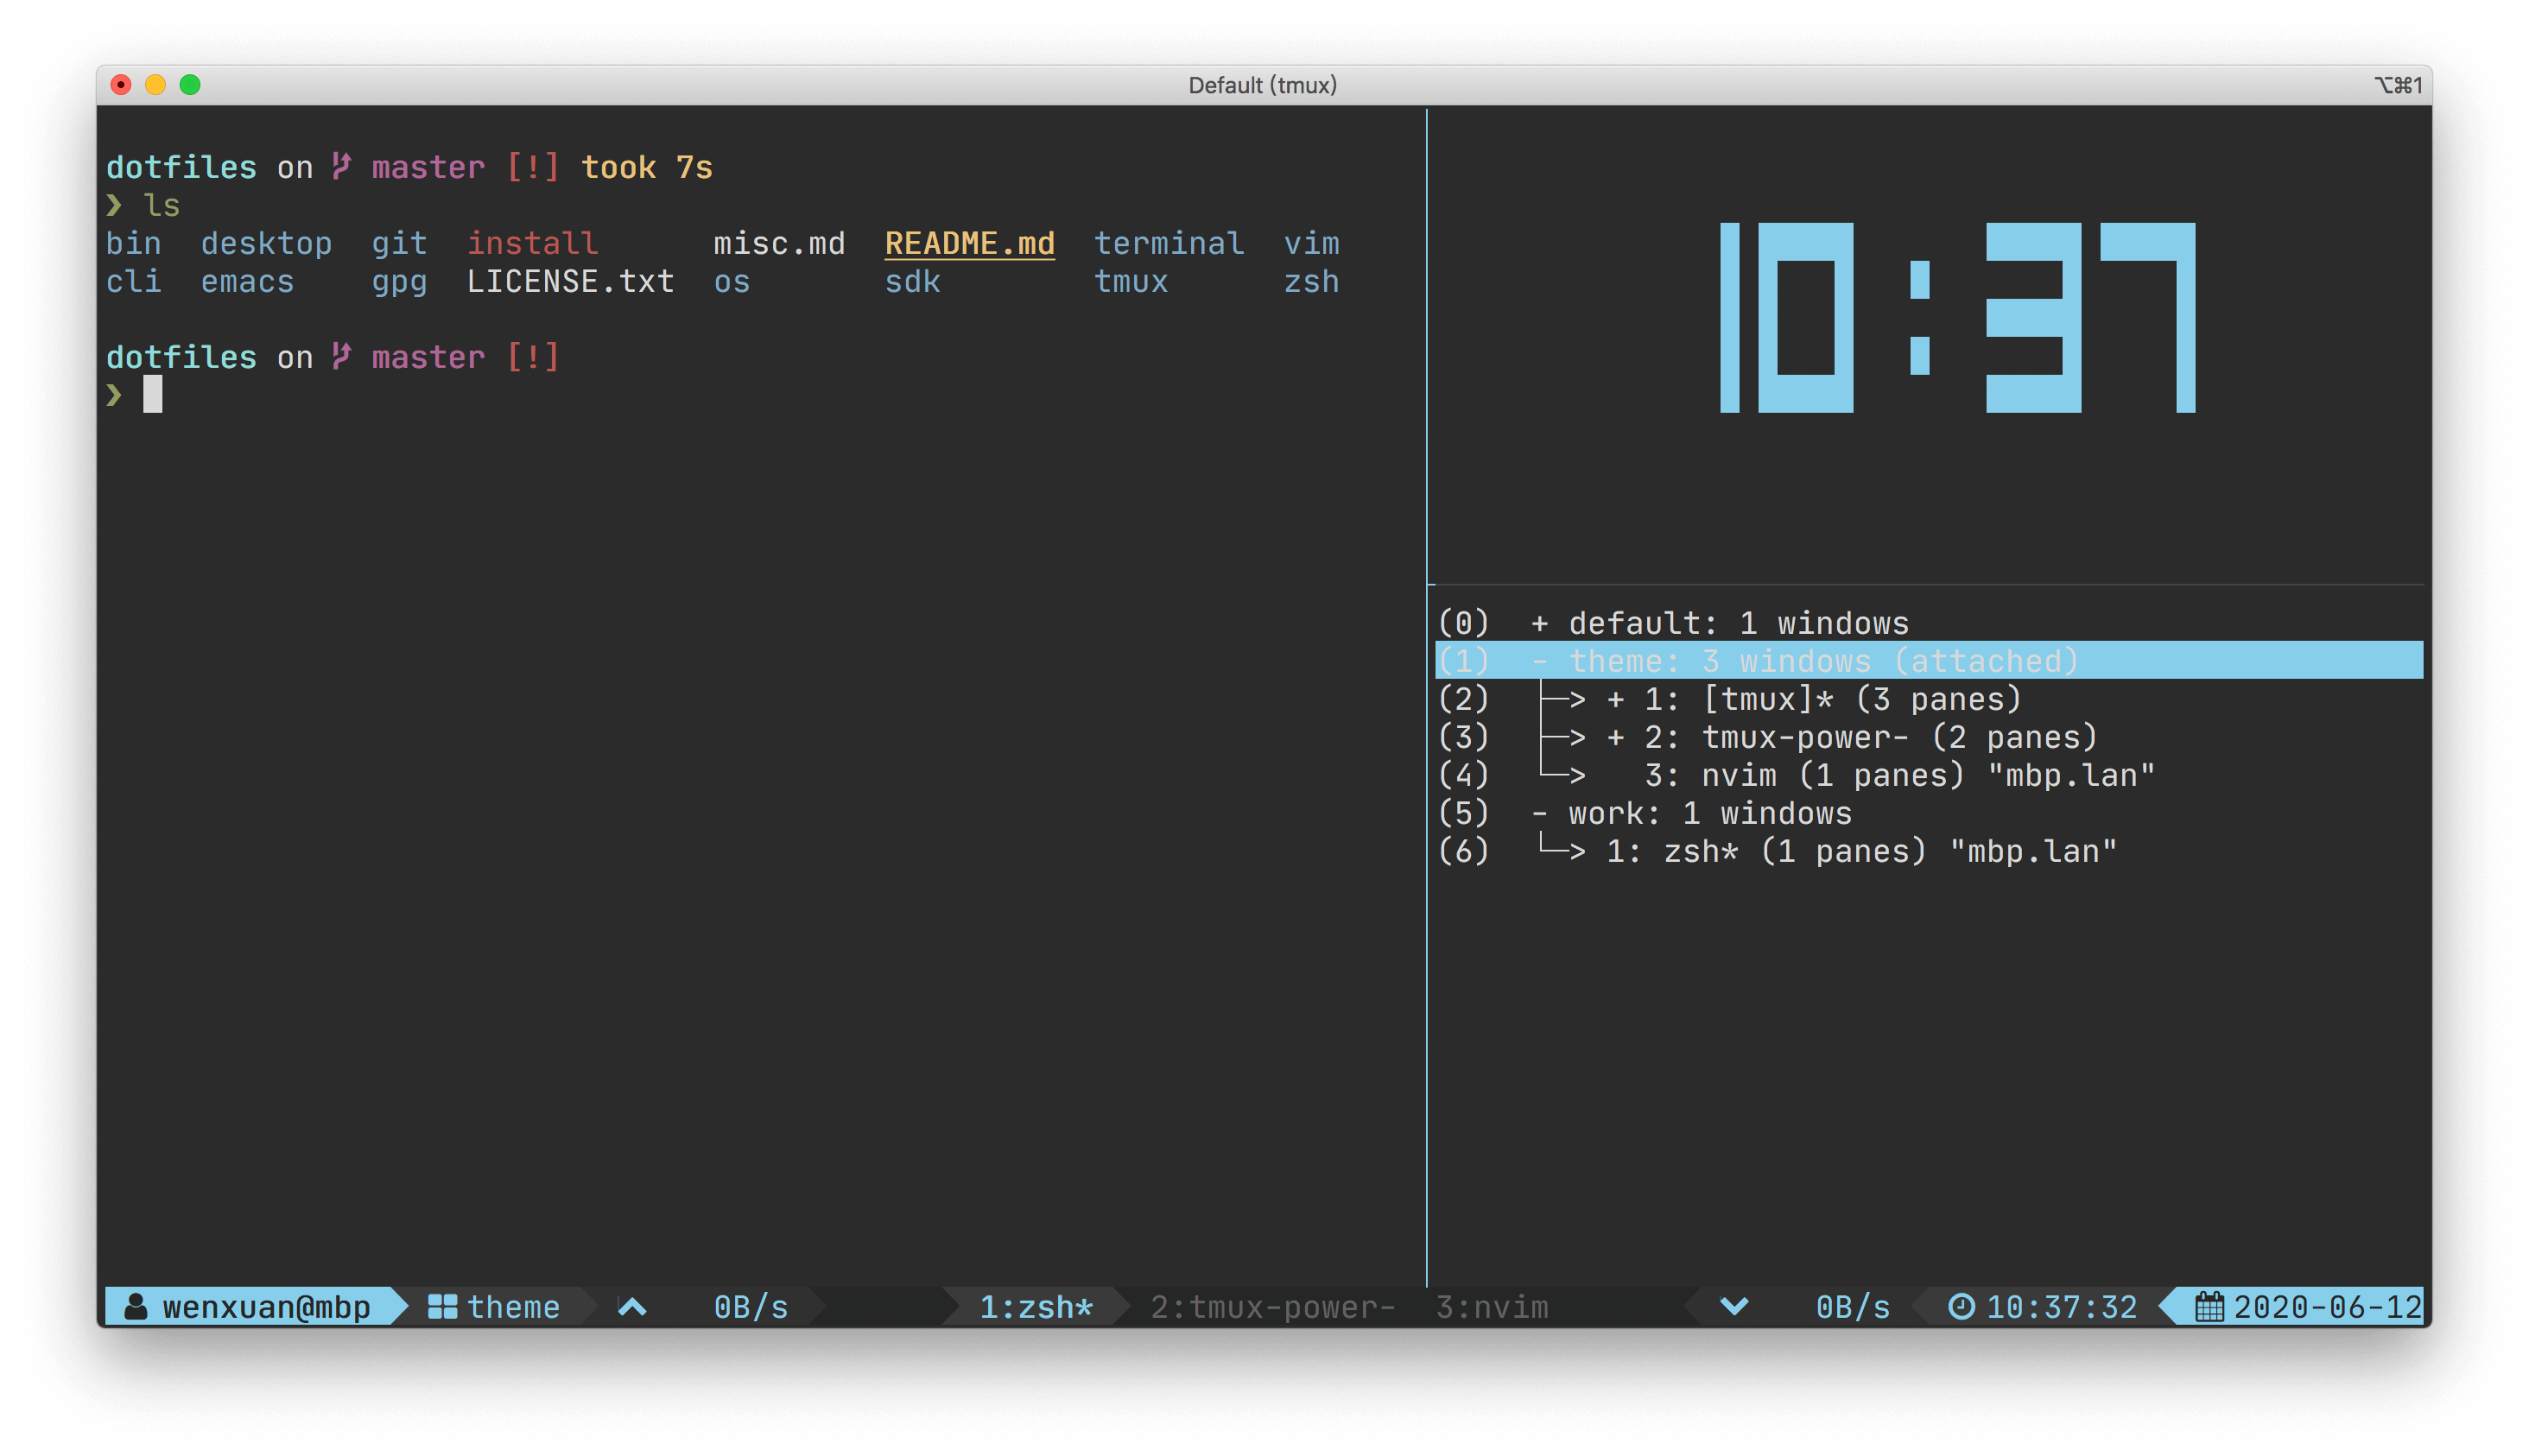 Default (tmux) ⌥⌘1
dotfiles on master [!] took 7s
❯ ls
bin desktop git install misc.md README.md terminal vim
cli emacs gpg LICENSE.txt os sdk tmux zsh
dotfiles on master [!]
❯
10:37
(0) + default: 1 windows
(1) - theme: 3 windows (attached)
(2) ├─> + 1: [tmux]* (3 panes)
(3) ├─> + 2: tmux-power- (2 panes)
(4) └─> 3: nvim (1 panes) "mbp.lan"
(5) - work: 1 windows
(6) └─> 1: zsh* (1 panes) "mbp.lan"
wenxuan@mbp theme 0B/s 1:zsh* 2:tmux-power- 3:nvim 0B/s 10:37:32 2020-06-12